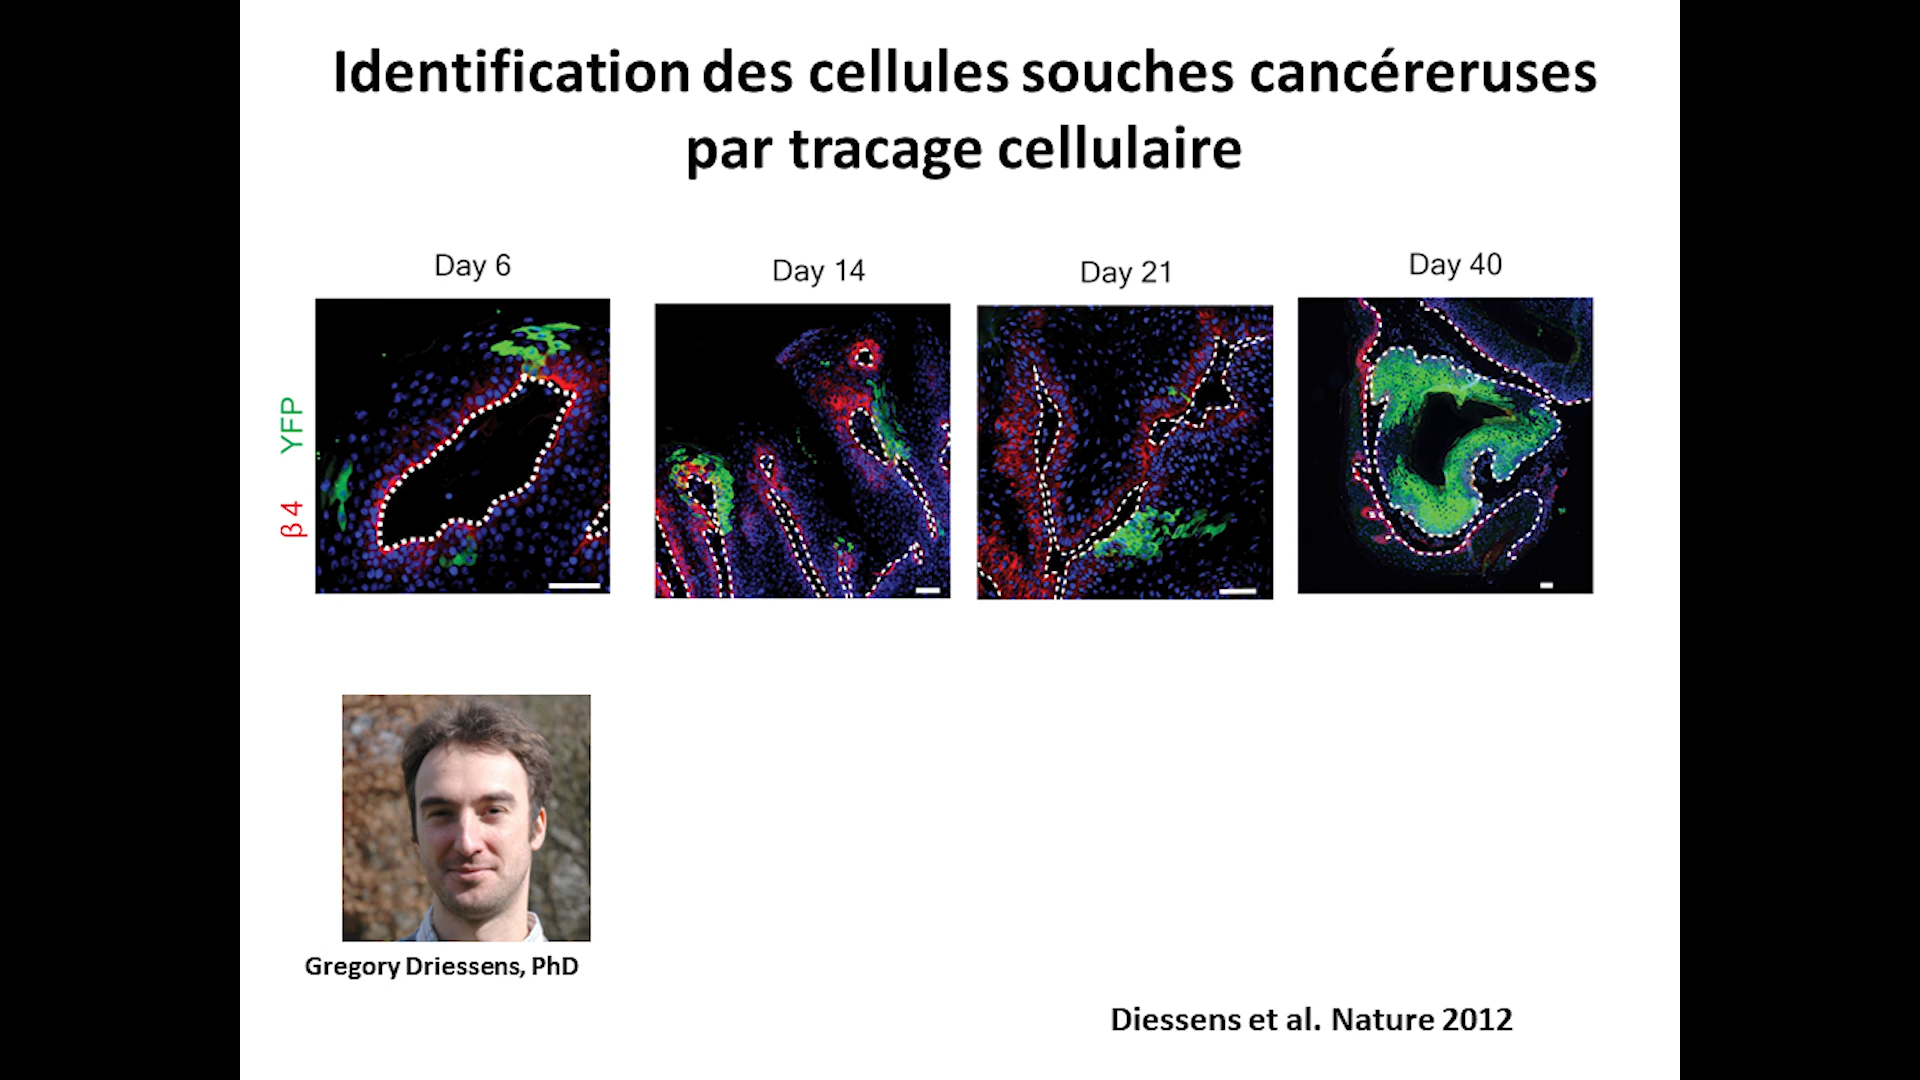 Identification des cellules souches cancéreruses
par tracage cellulaire
Day 6
Day 14
Day 21
Day 40
β4 YFP
Gregory Driessens, PhD
Diessens et al. Nature 2012